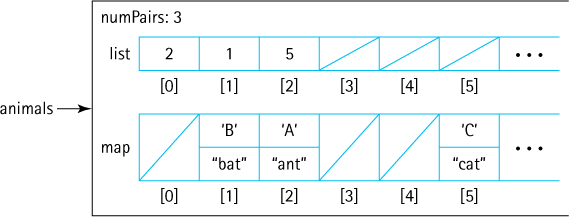 numPairs: 3
list 2 1 5 • • •
[0] [1] [2] [3] [4] [5]
animals
map 'B' 'A' 'C' • • •
“bat” “ant” “cat”
[0] [1] [2] [3] [4] [5]